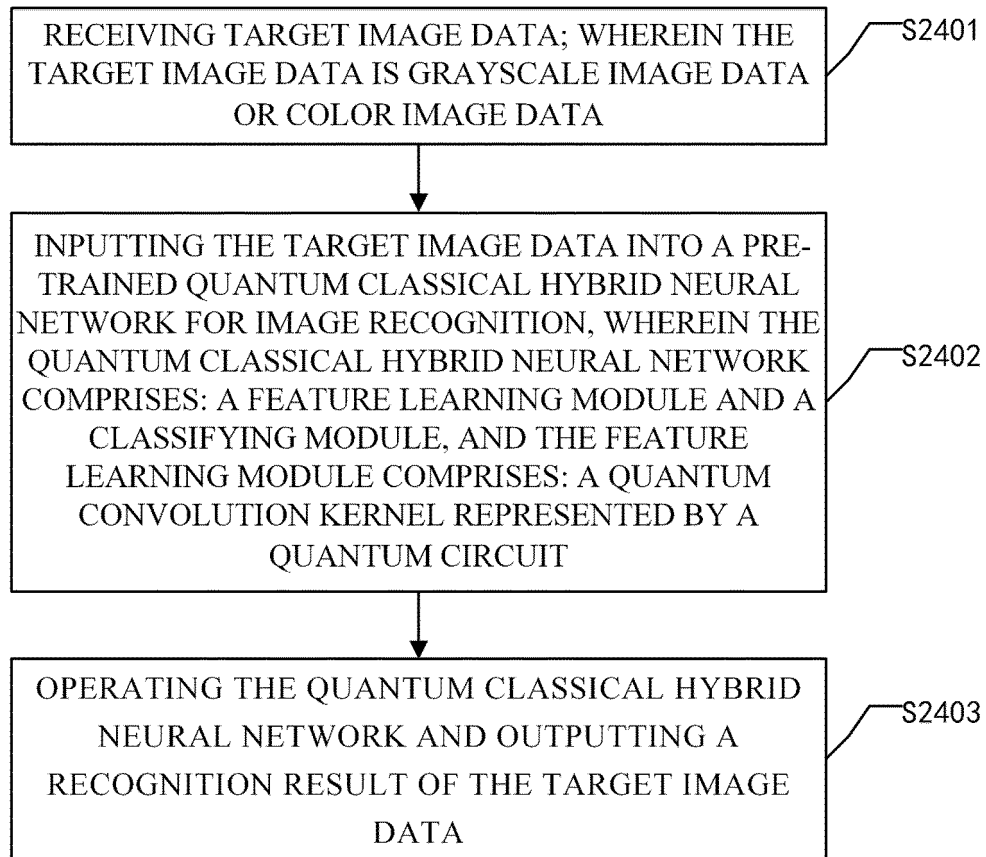 RECEIVING TARGET IMAGE DATA; WHEREIN THE
TARGET IMAGE DATA IS GRAYSCALE IMAGE DATA
OR COLOR IMAGE DATA
S2401
INPUTTING THE TARGET IMAGE DATA INTO A PRE-
TRAINED QUANTUM CLASSICAL HYBRID NEURAL
NETWORK FOR IMAGE RECOGNITION, WHEREIN THE
QUANTUM CLASSICAL HYBRID NEURAL NETWORK
COMPRISES: A FEATURE LEARNING MODULE AND A
CLASSIFYING MODULE, AND THE FEATURE
LEARNING MODULE COMPRISES: A QUANTUM
CONVOLUTION KERNEL REPRESENTED BY A
QUANTUM CIRCUIT
S2402
OPERATING THE QUANTUM CLASSICAL HYBRID
NEURAL NETWORK AND OUTPUTTING A
RECOGNITION RESULT OF THE TARGET IMAGE
DATA
S2403